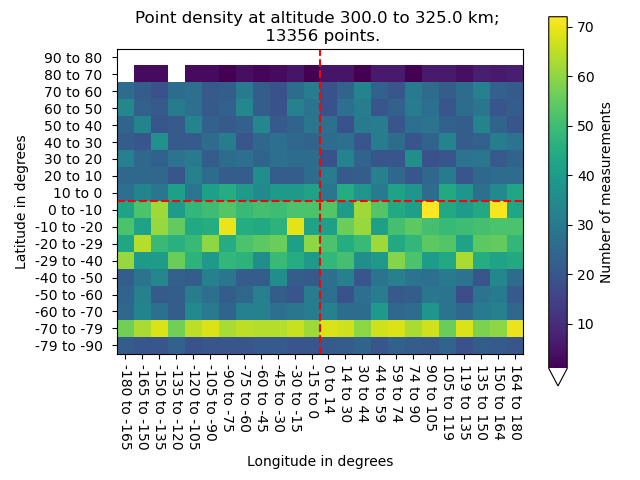 Point density at altitude 300.0 to 325.0 km;
13356 points.
Latitude in degrees
90 to 80
80 to 70
70 to 60
60 to 50
50 to 40
40 to 30
30 to 20
20 to 10
10 to 0
0 to -10
-10 to -20
-20 to -29
-29 to -40
-40 to -50
-50 to -60
-60 to -70
-70 to -79
-79 to -90
-180 to -165
-165 to -150
-150 to -135
-135 to -120
-120 to -105
-105 to -90
-90 to -75
-75 to -60
-60 to -45
-45 to -30
-30 to -15
-15 to 0
0 to 14
14 to 30
30 to 44
44 to 59
59 to 74
74 to 90
90 to 105
105 to 119
119 to 135
135 to 150
150 to 164
164 to 180
Longitude in degrees
70
60
50
40
30
20
10
Number of measurements